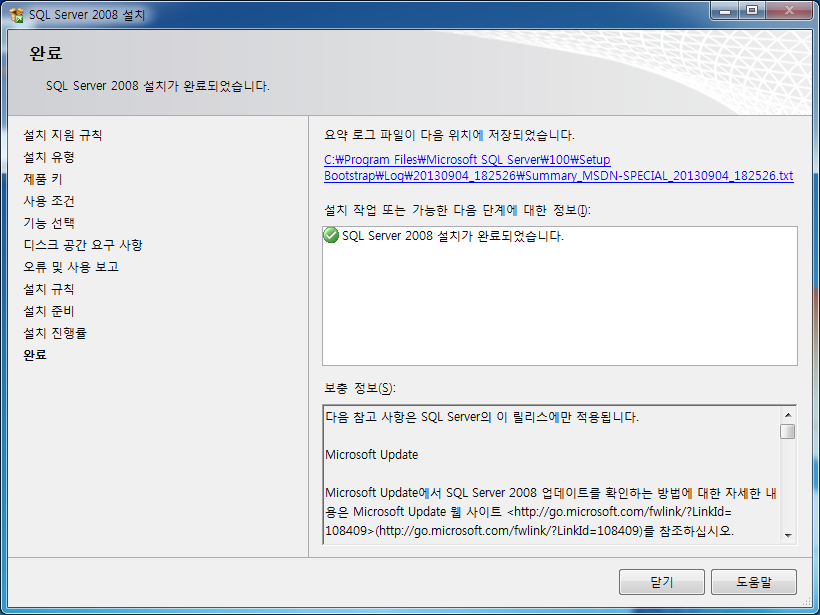 SQL Server 2008 설치
완료
SQL Server 2008 설치가 완료되었습니다.
설치 지원 규칙
설치 유형
제품 키
사용 조건
기능 선택
디스크 공간 요구 사항
오류 및 사용 보고
설치 규칙
설치 준비
설치 진행률
완료
요약 로그 파일이 다음 위치에 저장되었습니다.
C:₩Program Files₩Microsoft SQL Server₩100₩Setup
Bootstrap₩Log₩20130904_182526₩Summary_MSDN-SPECIAL_20130904_182526.txt
설치 작업 또는 가능한 다음 단계에 대한 정보(I):
SQL Server 2008 설치가 완료되었습니다.
보충 정보(S):
다음 참고 사항은 SQL Server의 이 릴리스에만 적용됩니다.
Microsoft Update
Microsoft Update에서 SQL Server 2008 업데이트를 확인하는 방법에 대한 자세한 내
용은 Microsoft Update 웹 사이트 <http://go.microsoft.com/fwlink/?LinkId=
108409>(http://go.microsoft.com/fwlink/?LinkId=108409)를 참조하십시오.
닫기
도움말